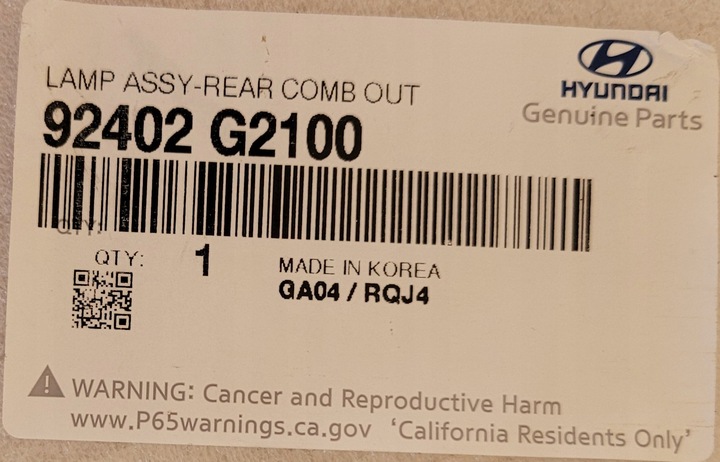 HYUNDAI
Genuine Parts
LAMP ASSY-REAR COMB OUT
92402 G2100
QTY:
QTY: 1
MADE IN KOREA
GA04 / RQJ4
WARNING: Cancer and Reproductive Harm
www.P65warnings.ca.gov 'California Residents Only'